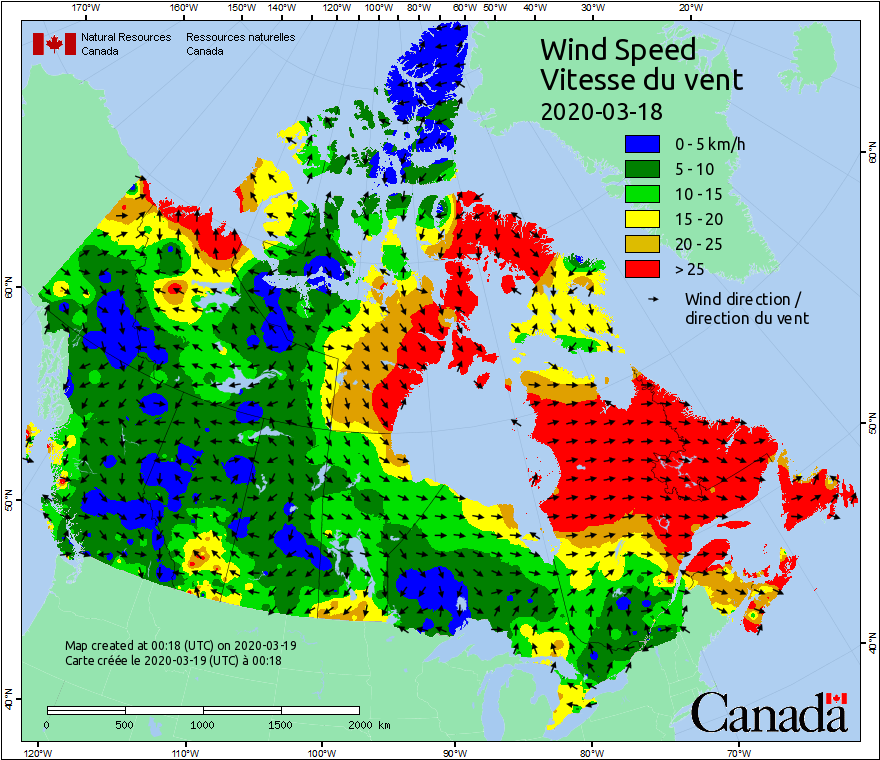 170°W 160°W 150°W 140°W 130°W 120°W 110°W 100°W 90°W 80°W 70°W 60°W 50°W 40°W 30°W 20°W
Natural Resources Canada
Ressources naturelles Canada
Wind Speed
Vitesse du vent
2020-03-18
0 - 5 km/h
5 - 10
10 - 15
15 - 20
20 - 25
> 25
Wind direction /
direction du vent
60°N
60°N
50°N
50°N
40°N
40°N
Map created at 00:18 (UTC) on 2020-03-19
Carte créée le 2020-03-19 (UTC) à 00:18
0 500 1000 1500 2000 km
Canada
120°W 110°W 100°W 90°W 80°W 70°W